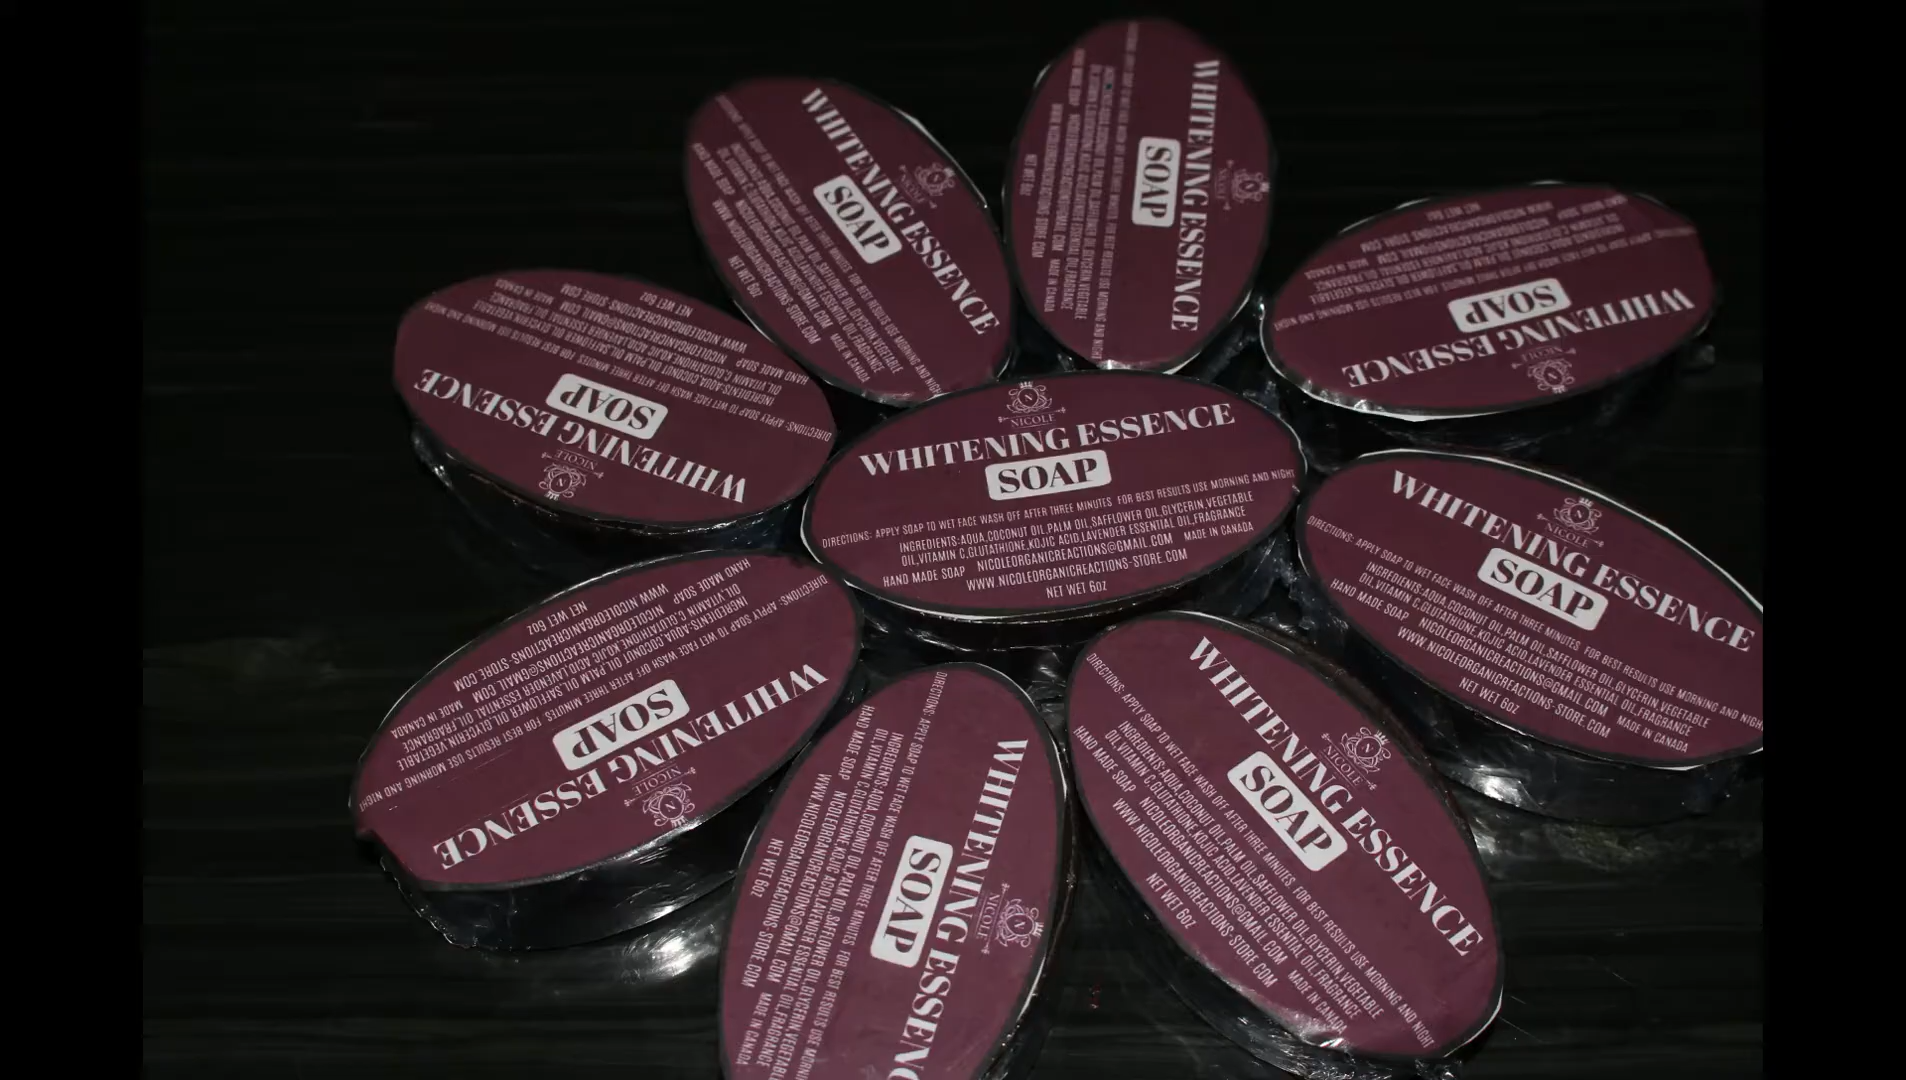 N
NICOLE
WHITENING ESSENCE
SOAP
DIRECTIONS: APPLY SOAP TO WET FACE WASH OFF AFTER THREE MINUTES FOR BEST RESULTS USE MORNING AND NIGHT
INGREDIENTS:AQUA,COCONUT OIL,PALM OIL,SAFFLOWER OIL,GLYCERIN,VEGETABLE
OIL,VITAMIN C,GLUTATHIONE,KOJIC ACID,LAVENDER ESSENTIAL OIL,FRAGRANCE
HAND MADE SOAP NICOLEORGANICREACTIONS@GMAIL.COM MADE IN CANADA
WWW.NICOLEORGANICREACTIONS-STORE.COM
NET WET 6OZ